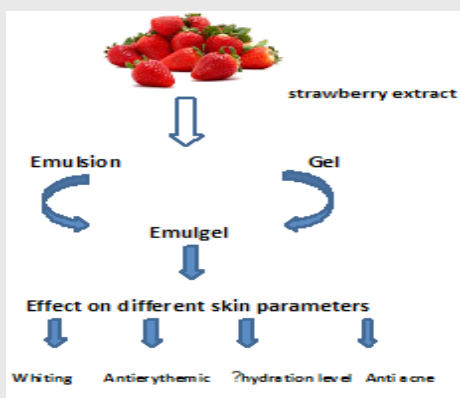 strawberry extract
Emulsion Gel
Emulgel
Effect on different skin parameters
Whiting Antierythemic ?hydration level Anti acne